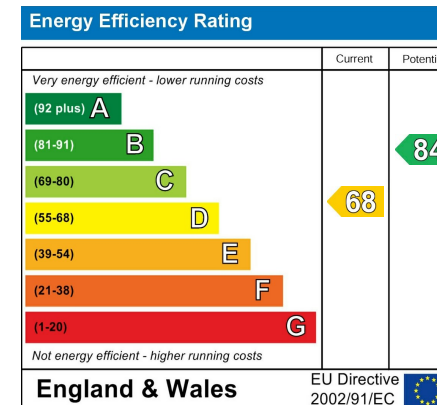 Energy Efficiency Rating
Current Potenti
Very energy efficient - lower running costs
(92 plus) A
(81-91) B
84
(69-80) C
(55-68) D
68
(39-54) E
(21-38) F
(1-20) G
Not energy efficient - higher running costs
England & Wales
EU Directive
2002/91/EC